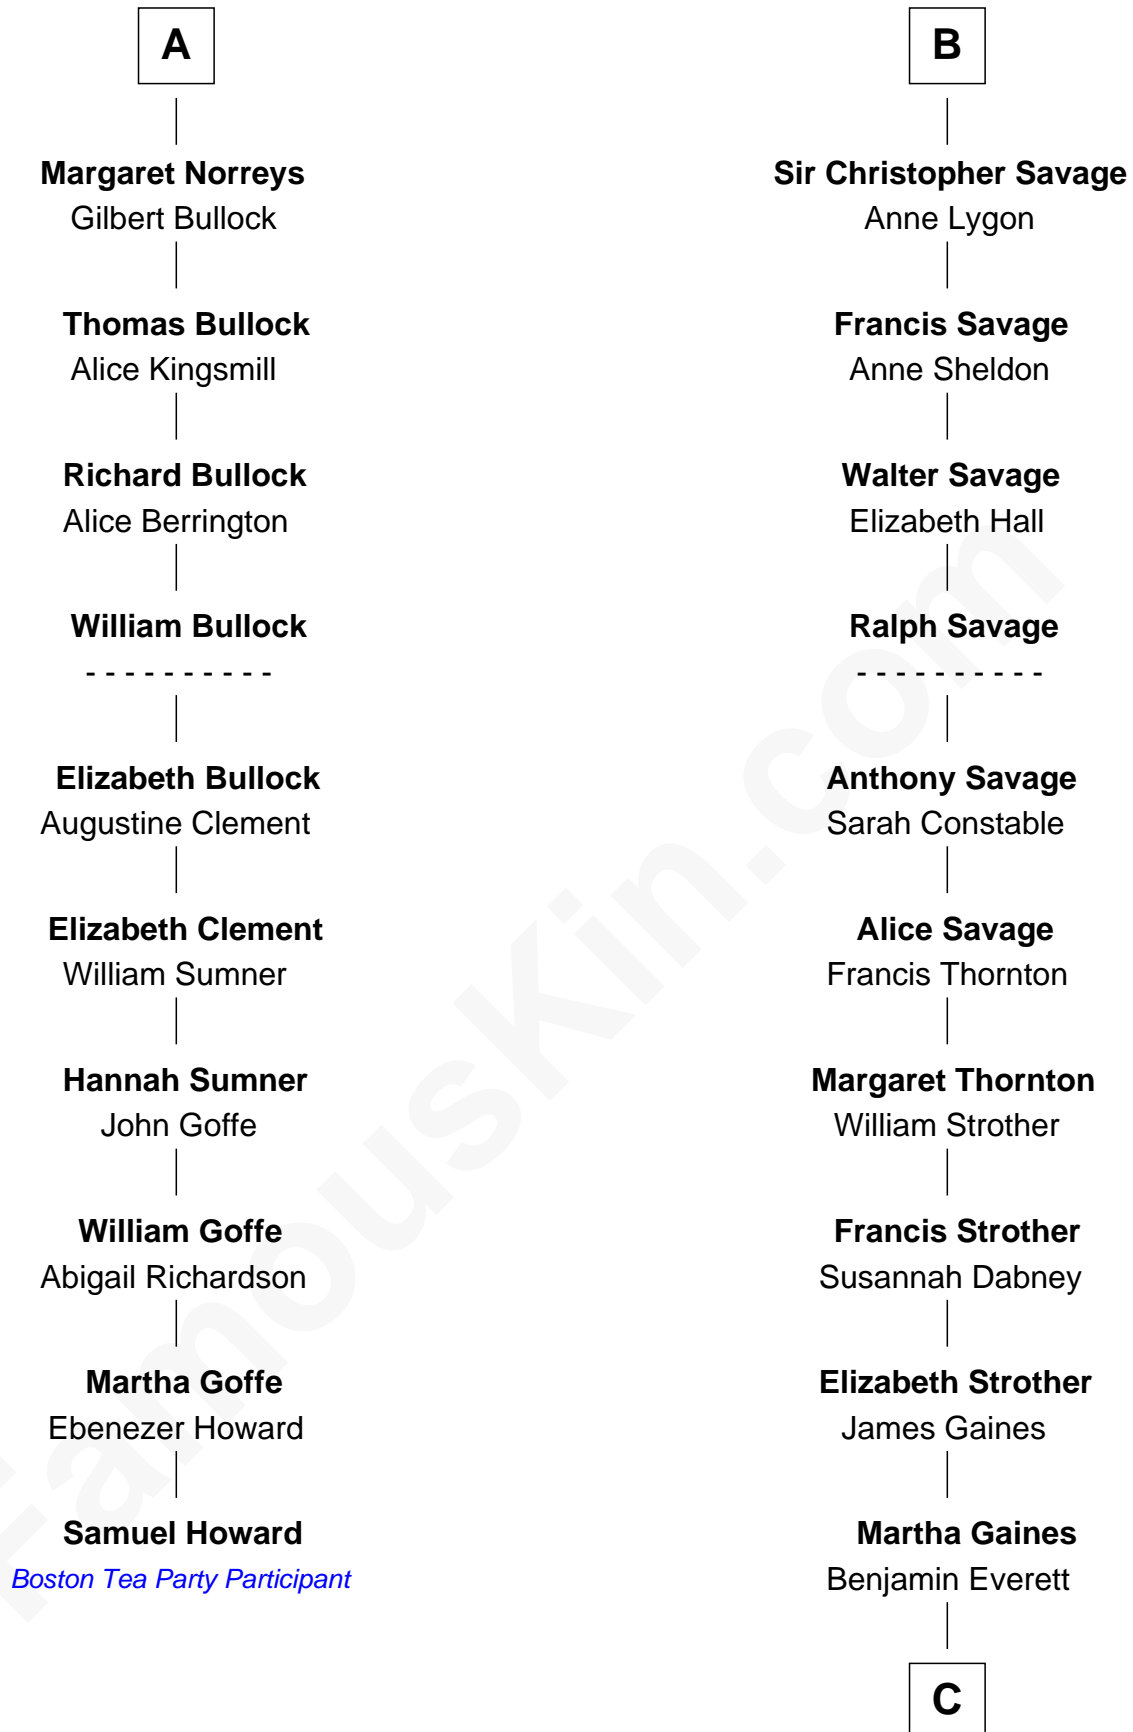 A
Margaret Norreys
Gilbert Bullock
Thomas Bullock
Alice Kingsmill
Richard Bullock
Alice Berrington
William Bullock
- - - - - - - - - -
Elizabeth Bullock
Augustine Clement
Elizabeth Clement
William Sumner
Hannah Sumner
John Goffe
William Goffe
Abigail Richardson
Martha Goffe
Ebenezer Howard
Samuel Howard
Boston Tea Party Participant
B
Sir Christopher Savage
Anne Lygon
Francis Savage
Anne Sheldon
Walter Savage
Elizabeth Hall
Ralph Savage
- - - - - - - - - -
Anthony Savage
Sarah Constable
Alice Savage
Francis Thornton
Margaret Thornton
William Strother
Francis Strother
Susannah Dabney
Elizabeth Strother
James Gaines
Martha Gaines
Benjamin Everett
C
FamousKin.com